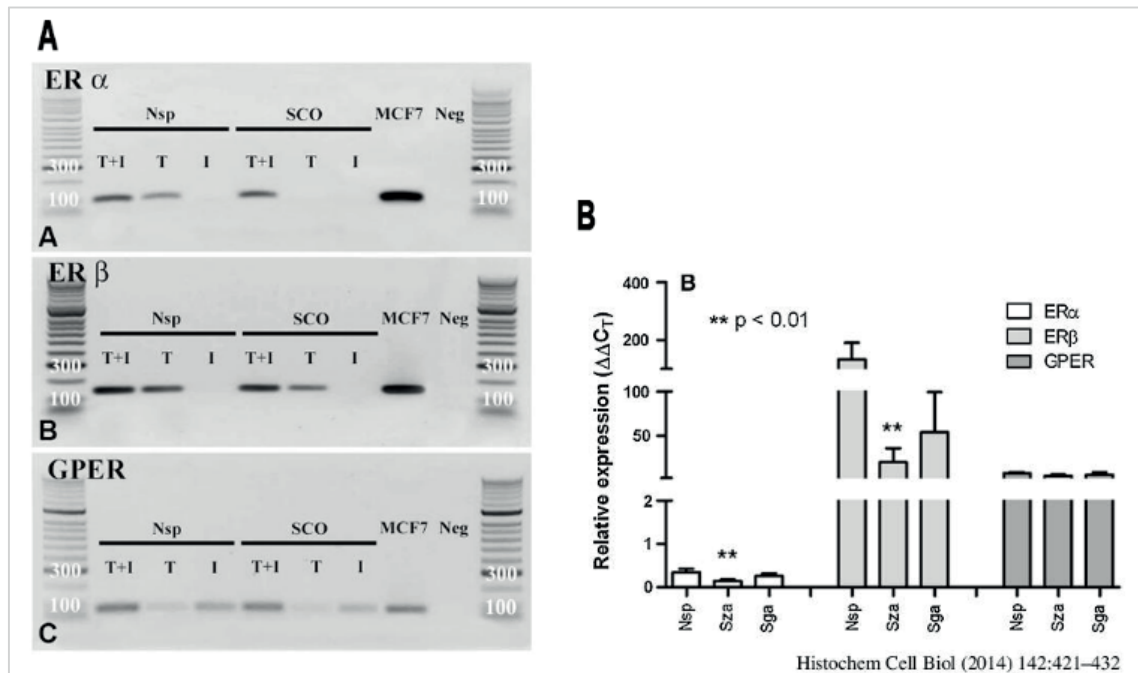 A
ER α
Nsp SCO MCF7 Neg
T+I T I T+I T I
300 300
100 100
A
ER β
Nsp SCO MCF7 Neg
T+I T I T+I T I
300 300
100 100
B
GPER
Nsp SCO MCF7 Neg
T+I T I T+I T I
300 300
100 100
C
B
B
** p < 0.01
ERα
ERβ
GPER
Relative expression (ΔΔCT)
400
200
100
50
2
1
0
**
**
Nsp Sza Sga Nsp Sza Sga Nsp Sza Sga
Histochem Cell Biol (2014) 142:421–432